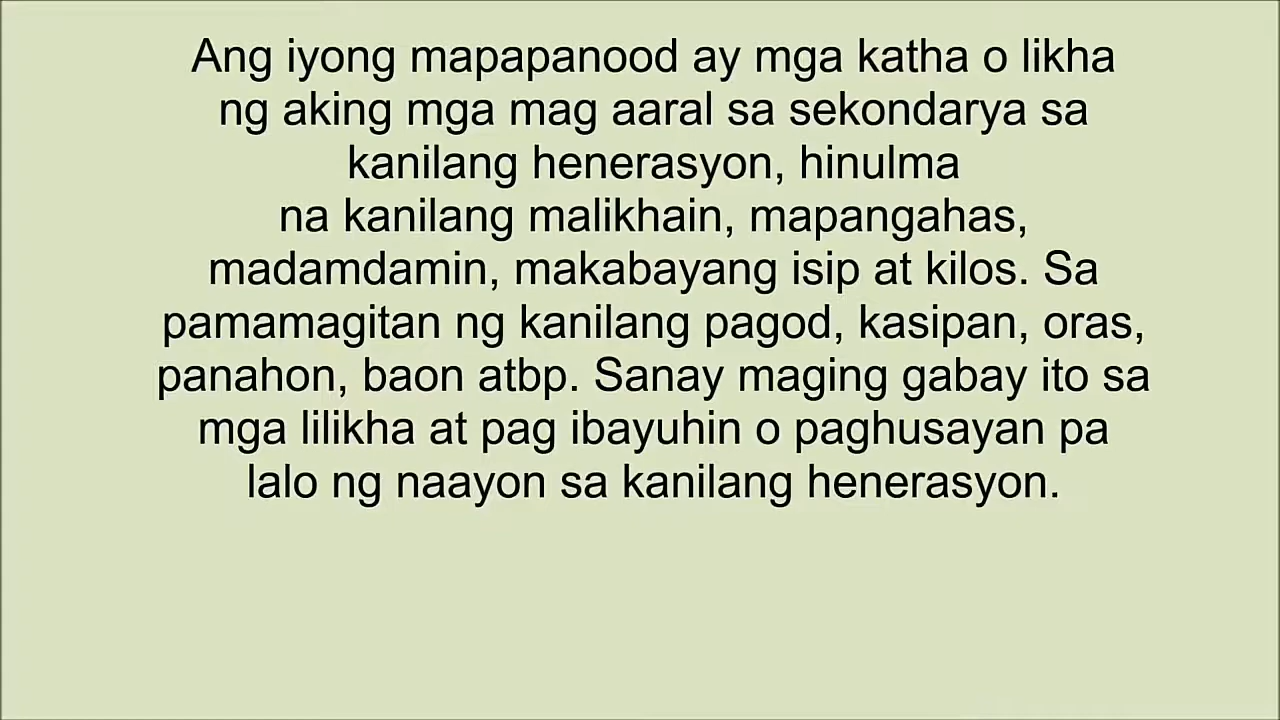 Ang iyong mapapanood ay mga katha o likha
ng aking mga mag aaral sa sekondarya sa
kanilang henerasyon, hinulma
na kanilang malikhain, mapangahas,
madamdamin, makabayang isip at kilos. Sa
pamamagitan ng kanilang pagod, kasipan, oras,
panahon, baon atbp. Sanay maging gabay ito sa
mga lilikha at pag ibayuhin o paghusayan pa
lalo ng naayon sa kanilang henerasyon.